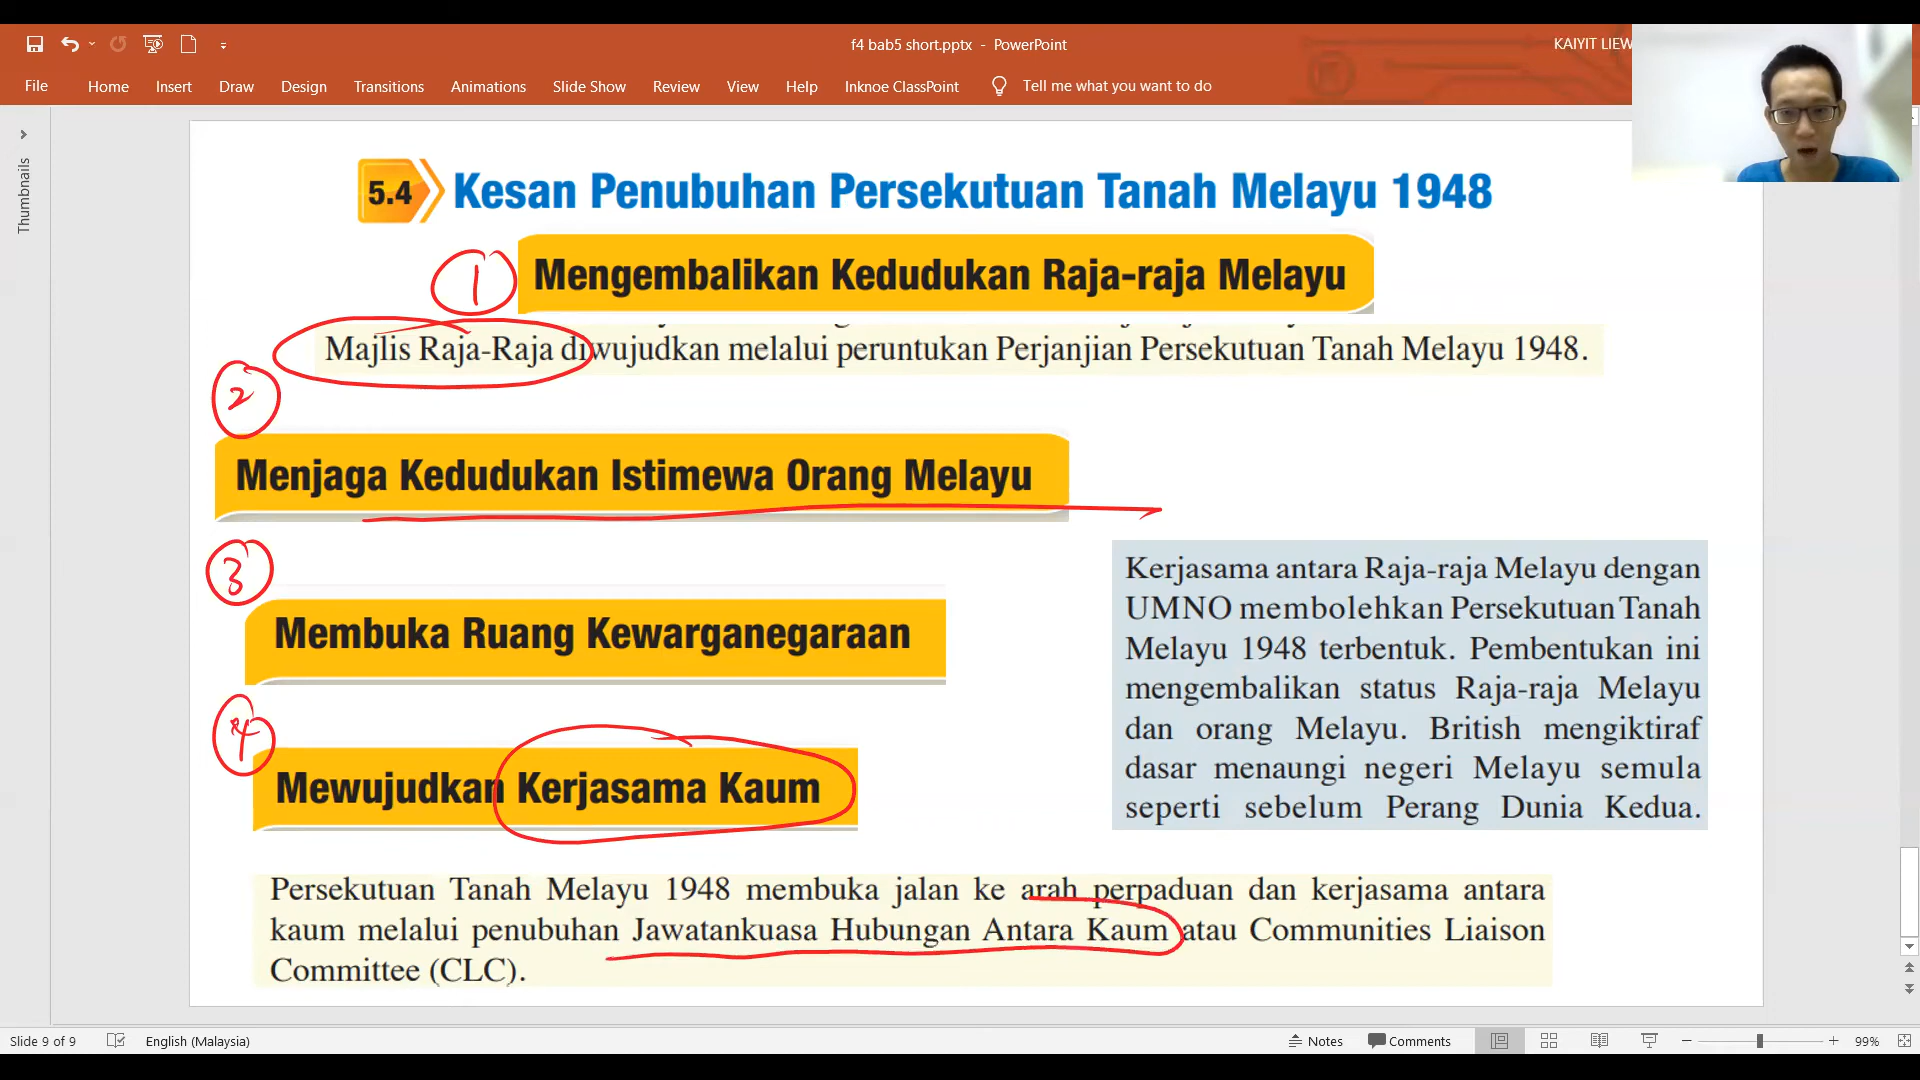 f4 bab5 short.pptx - PowerPoint
KAIYIT LIEW
File Home Insert Draw Design Transitions Animations Slide Show Review View Help Inknoe ClassPoint Tell me what you want to do
Thumbnails
5.4 Kesan Penubuhan Persekutuan Tanah Melayu 1948
1 Mengembalikan Kedudukan Raja-raja Melayu
Majlis Raja-Raja diwujudkan melalui peruntukan Perjanjian Persekutuan Tanah Melayu 1948.
2
Menjaga Kedudukan Istimewa Orang Melayu
3
Membuka Ruang Kewarganegaraan
4
Mewujudkan Kerjasama Kaum
Kerjasama antara Raja-raja Melayu dengan
UMNO membolehkan Persekutuan Tanah
Melayu 1948 terbentuk. Pembentukan ini
mengembalikan status Raja-raja Melayu
dan orang Melayu. British mengiktiraf
dasar menaungi negeri Melayu semula
seperti sebelum Perang Dunia Kedua.
Persekutuan Tanah Melayu 1948 membuka jalan ke arah perpaduan dan kerjasama antara
kaum melalui penubuhan Jawatankuasa Hubungan Antara Kaum atau Communities Liaison
Committee (CLC).
Slide 9 of 9 English (Malaysia) Notes Comments 99%